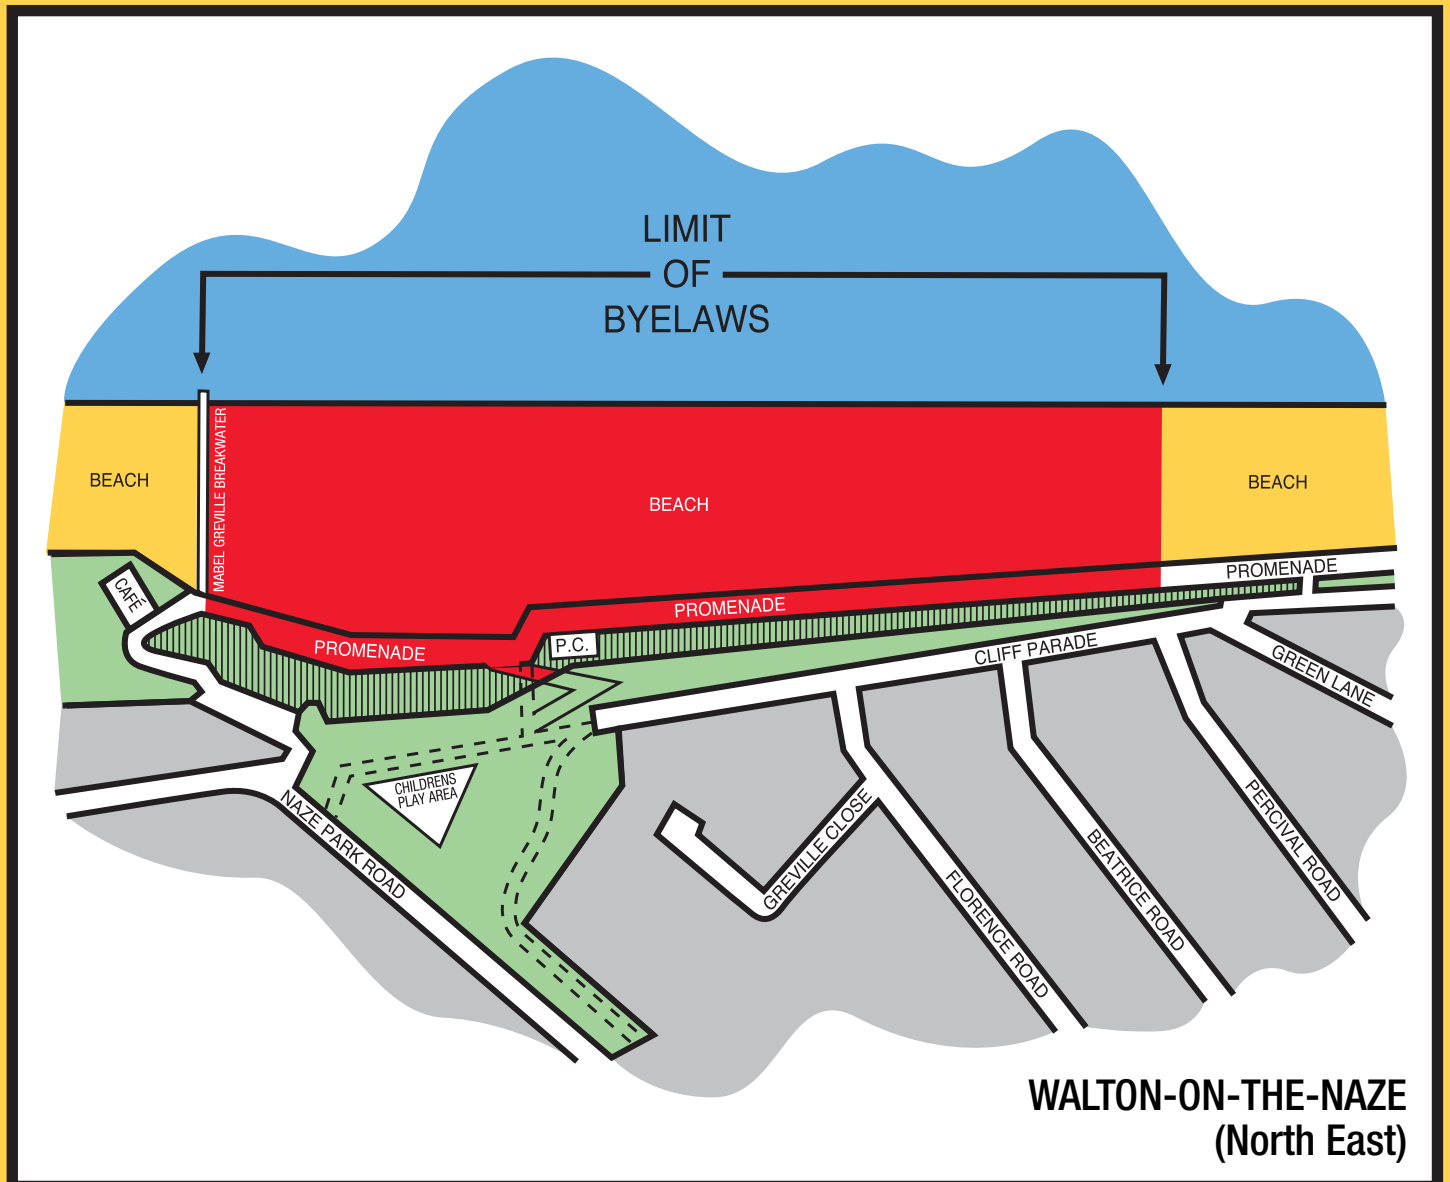 LIMIT
OF
BYELAWS
BEACH
MABEL GREVILLE BREAKWATER
BEACH
BEACH
CAFÉ
PROMENADE
PROMENADE
PROMENADE
P.C.
CLIFF PARADE
GREEN LANE
CHILDRENS
PLAY AREA
NAZE PARK ROAD
GREVILLE CLOSE
FLORENCE ROAD
BEATRICE ROAD
PERCIVAL ROAD
WALTON-ON-THE-NAZE
(North East)